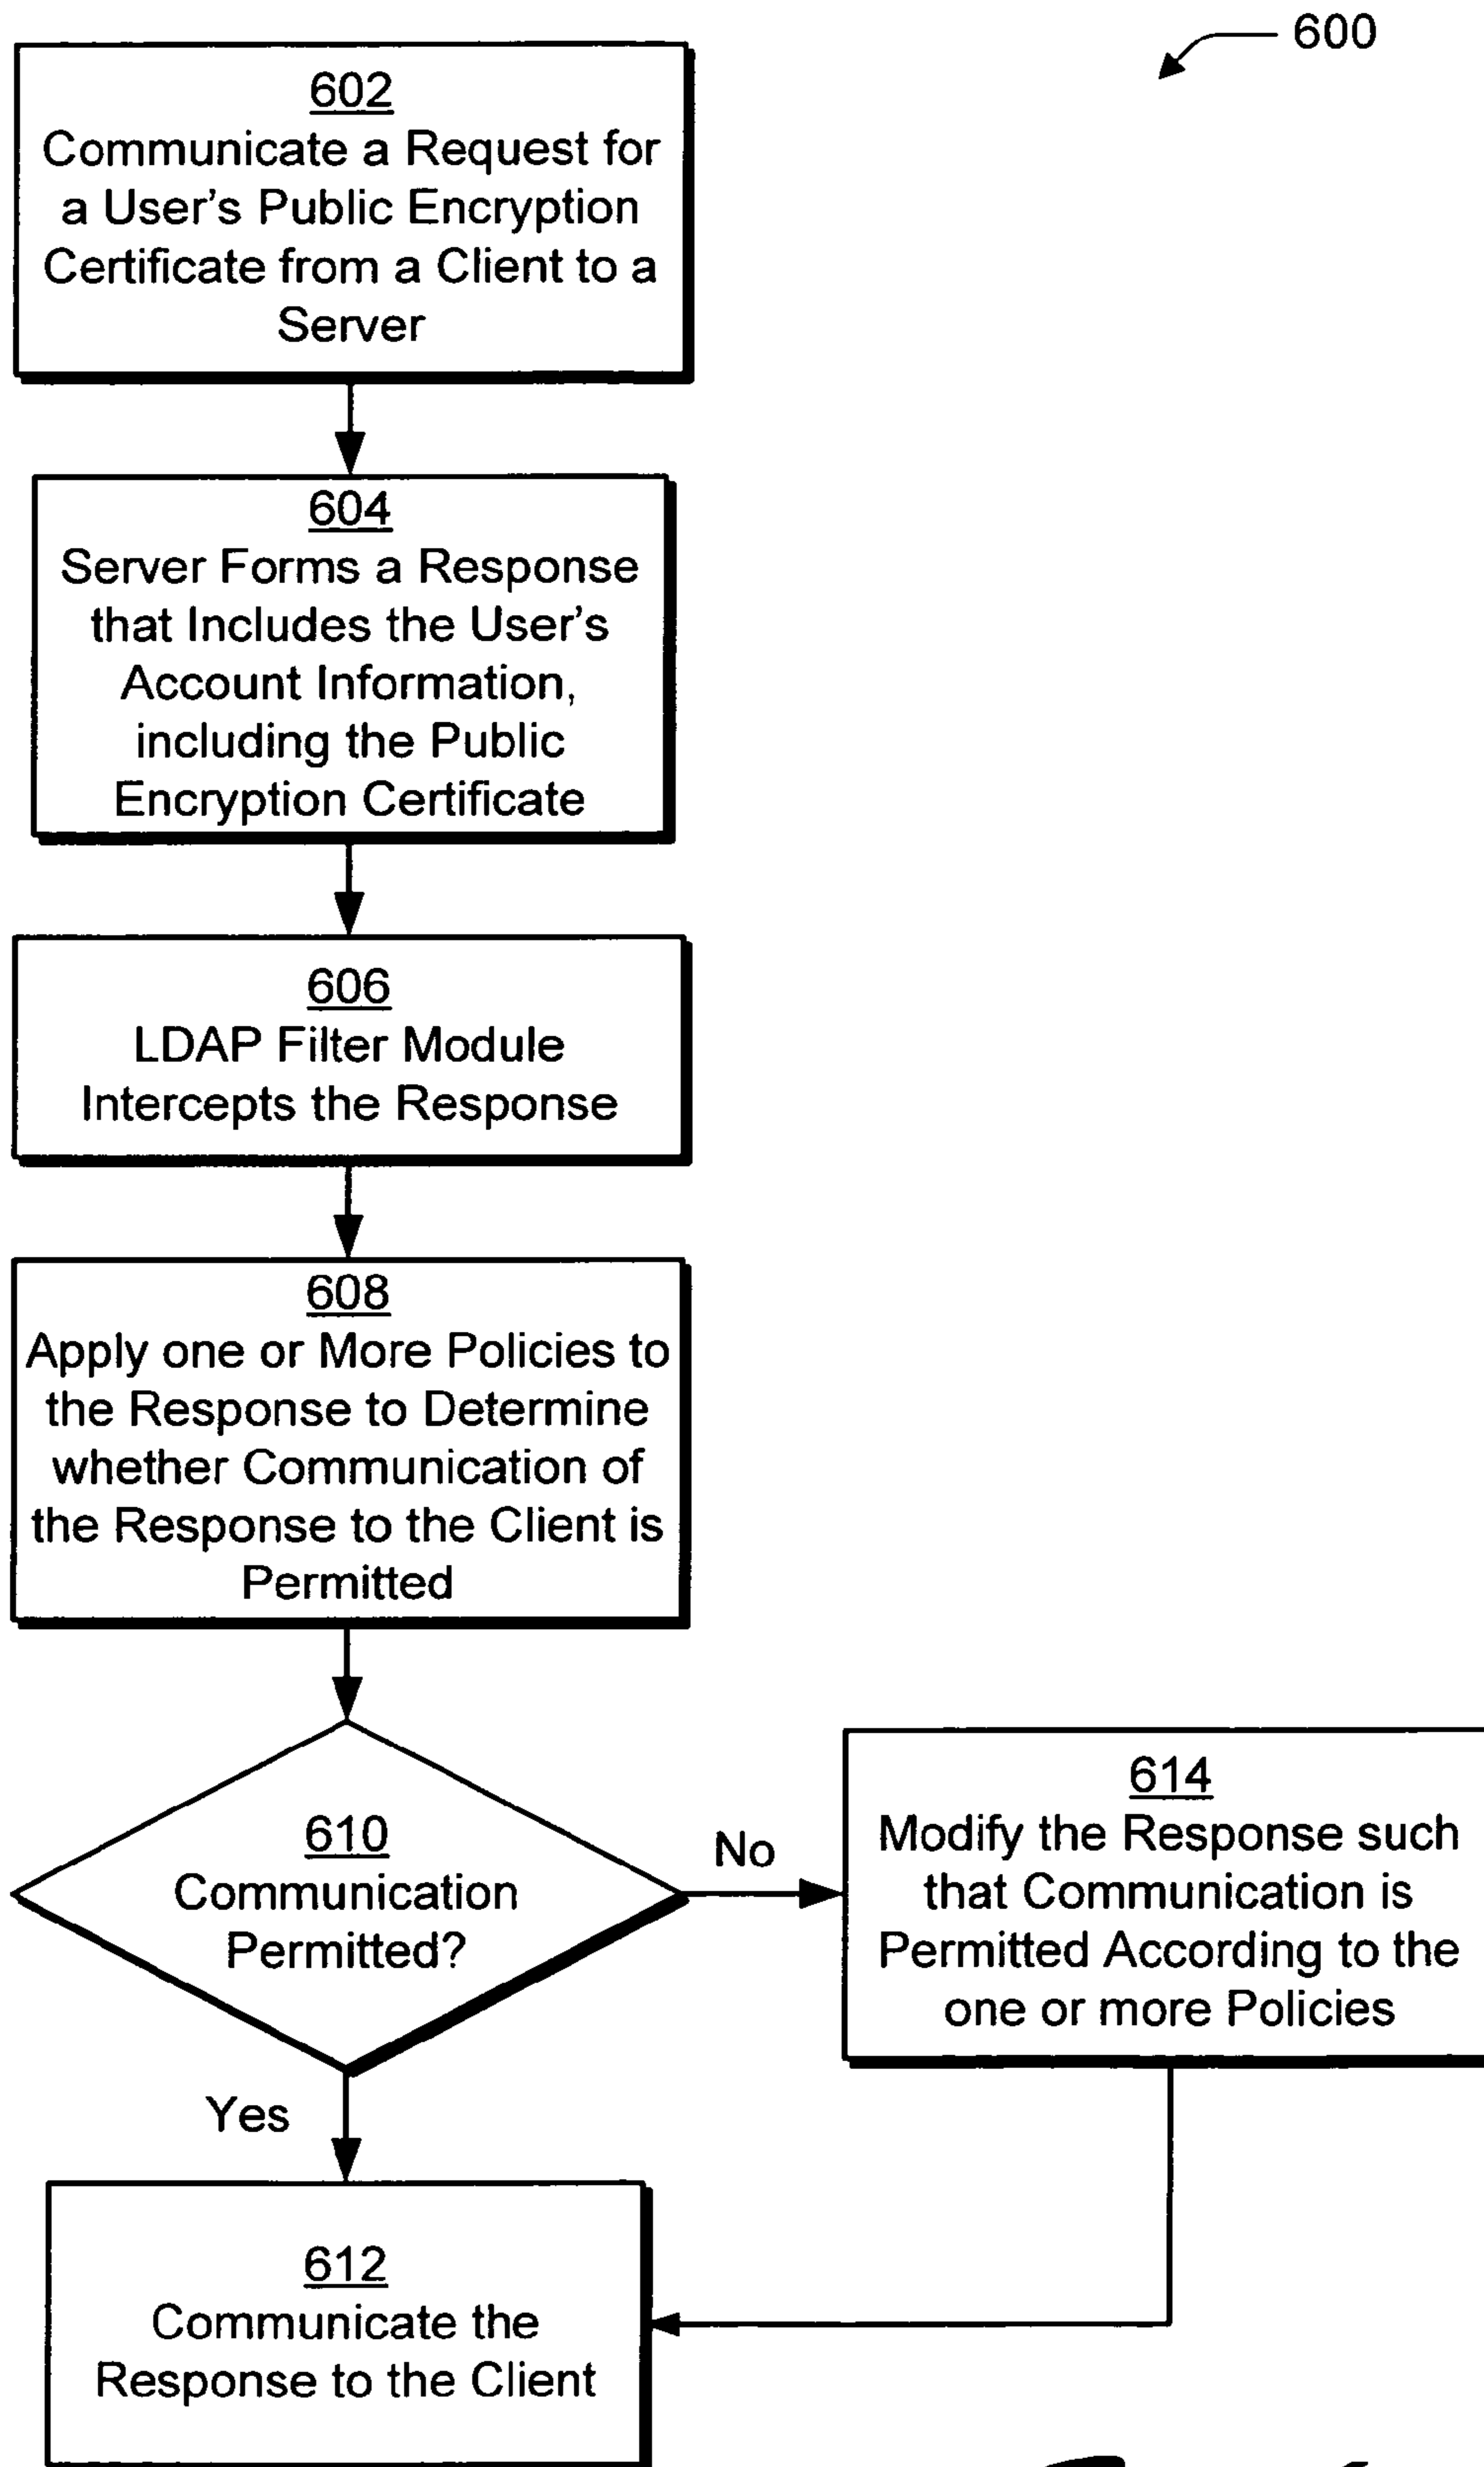 600
602
Communicate a Request for
a User's Public Encryption
Certificate from a Client to a
Server
604
Server Forms a Response
that Includes the User's
Account Information,
including the Public
Encryption Certificate
606
LDAP Filter Module
Intercepts the Response
608
Apply one or More Policies to
the Response to Determine
whether Communication of
the Response to the Client is
Permitted
610
Communication
Permitted?
No
614
Modify the Response such
that Communication is
Permitted According to the
one or more Policies
Yes
612
Communicate the
Response to the Client